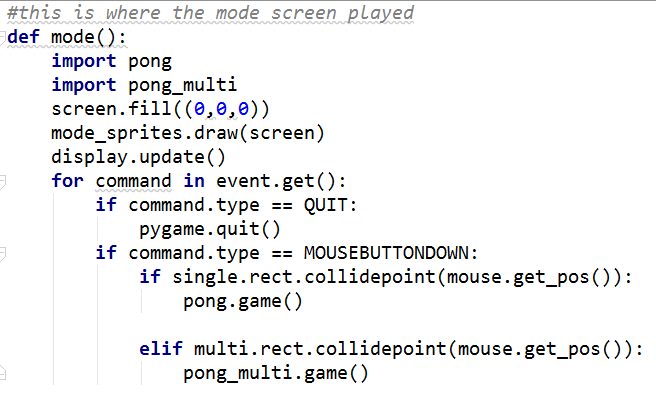 #this is where the mode screen played
def mode():
    import pong
    import pong_multi
    screen.fill((0,0,0))
    mode_sprites.draw(screen)
    display.update()
    for command in event.get():
        if command.type == QUIT:
            pygame.quit()
        if command.type == MOUSEBUTTONDOWN:
            if single.rect.collidepoint(mouse.get_pos()):
                pong.game()

            elif multi.rect.collidepoint(mouse.get_pos()):
                pong_multi.game()